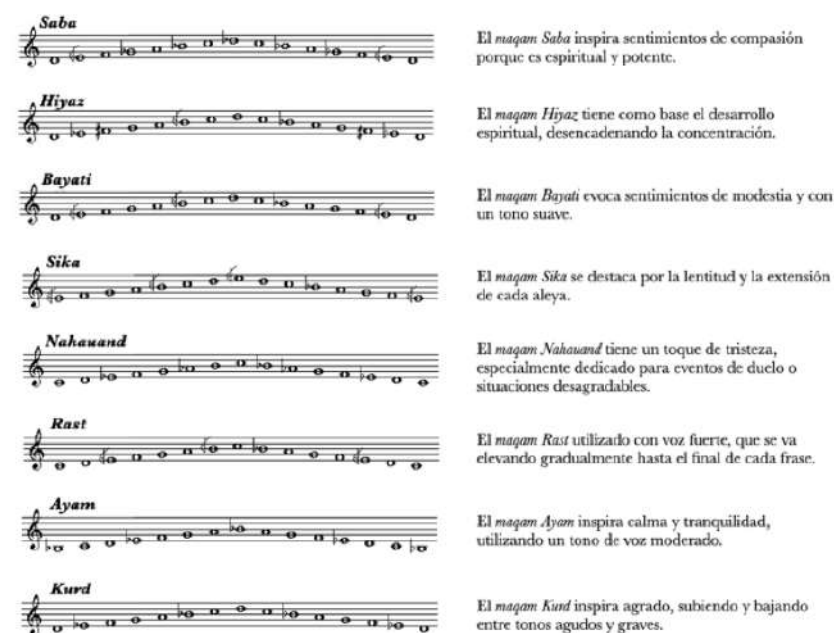 Saba
El maqam Saba inspira sentimientos de compasión
porque es espiritual y potente.
Hiyaz
El maqam Hiyaz tiene como base el desarrollo
espiritual, desencadenando la concentración.
Bayati
El maqam Bayati evoca sentimientos de modestia y con
un tono suave.
Sika
El maqam Sika se destaca por la lentitud y la extensión
de cada aleya.
Nahauand
El maqam Nahauand tiene un toque de tristeza,
especialmente dedicado para eventos de duelo o
situaciones desagradables.
Rast
El maqam Rast utilizado con voz fuerte, que se va
elevando gradualmente hasta el final de cada frase.
Ayam
El maqam Ayam inspira calma y tranquilidad,
utilizando un tono de voz moderado.
Kurd
El maqam Kurd inspira agrado, subiendo y bajando
entre tonos agudos y graves.